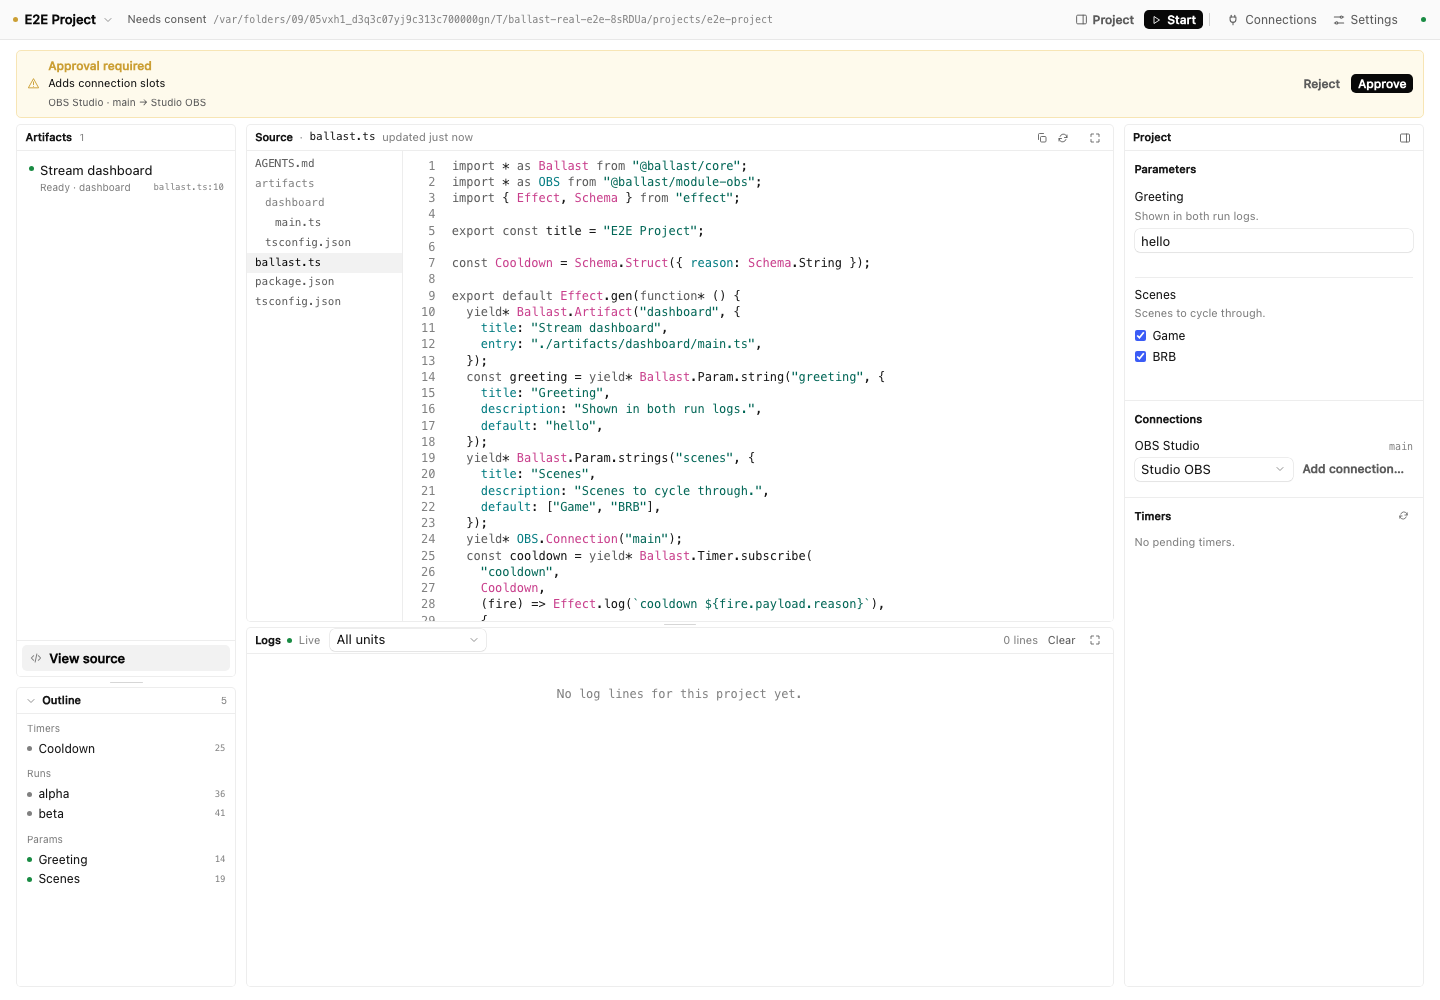 E2E Project Needs consent /var/folders/09/05vxh1_d3q3c07yj9c313c700000gn/T/ballast-real-e2e-8sRDUa/projects/e2e-project Project Start Connections Settings
Approval required
Adds connection slots
OBS Studio · main → Studio OBS
Reject Approve
Artifacts 1
Stream dashboard
Ready · dashboard ballast.ts:10
View source
Outline 5
Timers
Cooldown 25
Runs
alpha 36
beta 41
Params
Greeting 14
Scenes 19
Source · ballast.ts updated just now
AGENTS.md
artifacts
dashboard
main.ts
tsconfig.json
ballast.ts
package.json
tsconfig.json
1 import * as Ballast from "@ballast/core";
2 import * as OBS from "@ballast/module-obs";
3 import { Effect, Schema } from "effect";
4
5 export const title = "E2E Project";
6
7 const Cooldown = Schema.Struct({ reason: Schema.String });
8
9 export default Effect.gen(function* () {
10 yield* Ballast.Artifact("dashboard", {
11 title: "Stream dashboard",
12 entry: "./artifacts/dashboard/main.ts",
13 });
14 const greeting = yield* Ballast.Param.string("greeting", {
15 title: "Greeting",
16 description: "Shown in both run logs.",
17 default: "hello",
18 });
19 yield* Ballast.Param.strings("scenes", {
20 title: "Scenes",
21 description: "Scenes to cycle through.",
22 default: ["Game", "BRB"],
23 });
24 yield* OBS.Connection("main");
25 const cooldown = yield* Ballast.Timer.subscribe(
26 "cooldown",
27 Cooldown,
28 (fire) => Effect.log(`cooldown ${fire.payload.reason}`),
29 {
Logs Live All units 0 lines Clear
No log lines for this project yet.
Project
Parameters
Greeting
Shown in both run logs.
hello
Scenes
Scenes to cycle through.
Game
BRB
Connections
OBS Studio main
Studio OBS Add connection...
Timers
No pending timers.